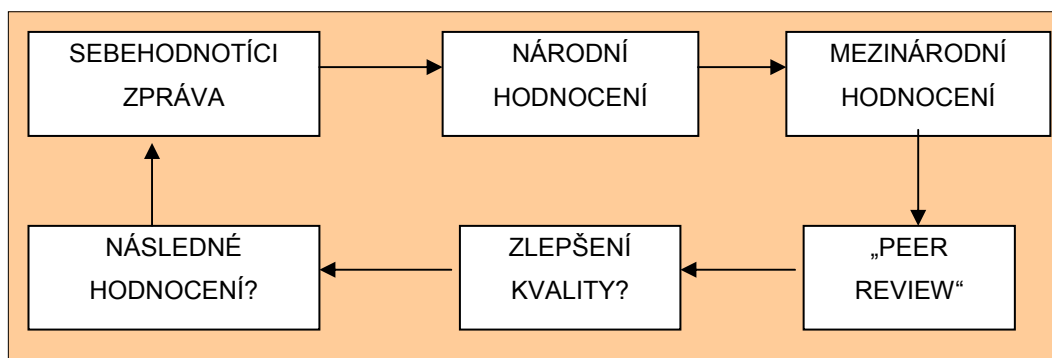 SEBEHODNOTÍCI
ZPRÁVA
NÁRODNÍ
HODNOCENÍ
MEZINÁRODNÍ
HODNOCENÍ
NÁSLEDNÉ
HODNOCENÍ?
ZLEPŠENÍ
KVALITY?
„PEER
REVIEW“